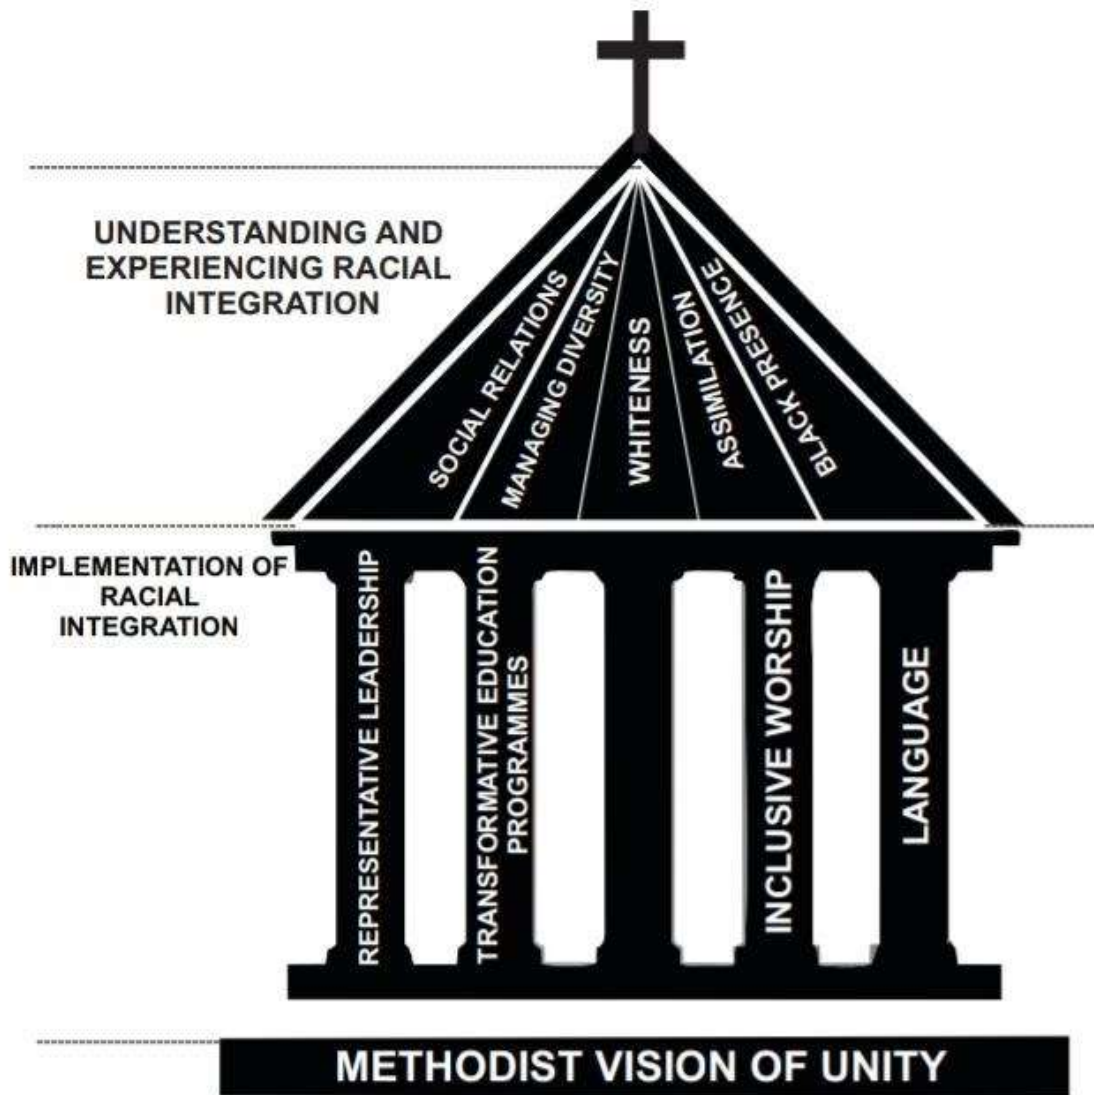 UNDERSTANDING AND
EXPERIENCING RACIAL
INTEGRATION
SOCIAL RELATIONS
MANAGING DIVERSITY
WHITENESS
ASSIMILATION
BLACK PRESENCE
IMPLEMENTATION OF
RACIAL
INTEGRATION
REPRESENTATIVE LEADERSHIP
TRANSFORMATIVE EDUCATION
PROGRAMMES
INCLUSIVE WORSHIP
LANGUAGE
METHODIST VISION OF UNITY